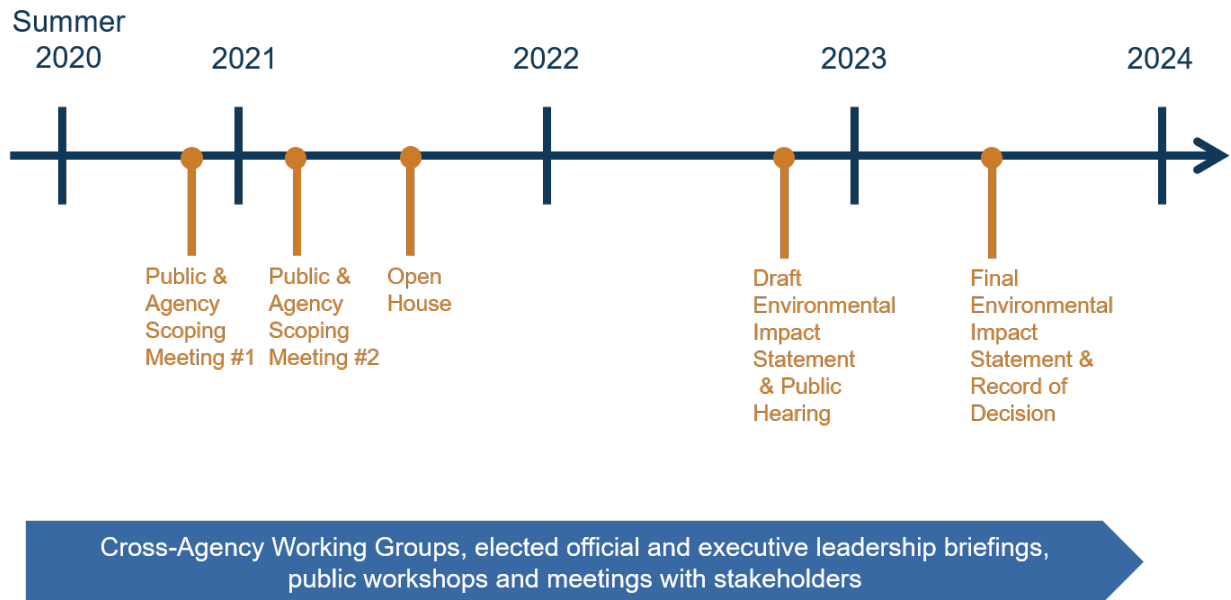 Summer
2020
2021
2022
2023
2024
Public &
Agency
Scoping
Meeting #1
Public &
Agency
Scoping
Meeting #2
Open
House
Draft
Environmental
Impact
Statement
& Public
Hearing
Final
Environmental
Impact
Statement &
Record of
Decision
Cross-Agency Working Groups, elected official and executive leadership briefings,
public workshops and meetings with stakeholders